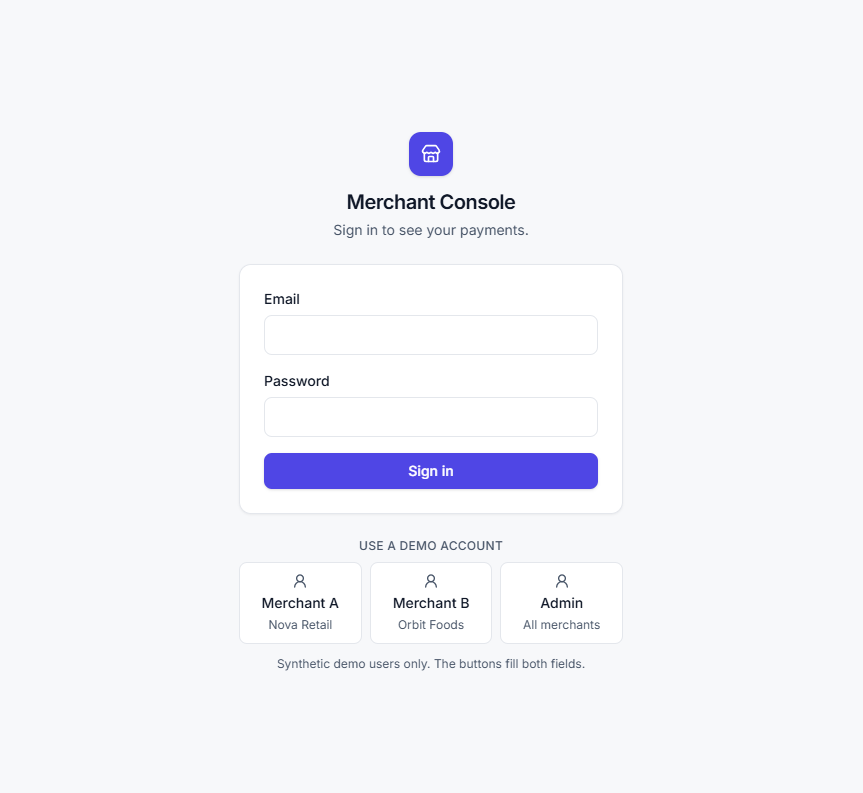 Merchant Console
Sign in to see your payments.
Email
Password
Sign in
USE A DEMO ACCOUNT
Merchant A
Nova Retail
Merchant B
Orbit Foods
Admin
All merchants
Synthetic demo users only. The buttons fill both fields.